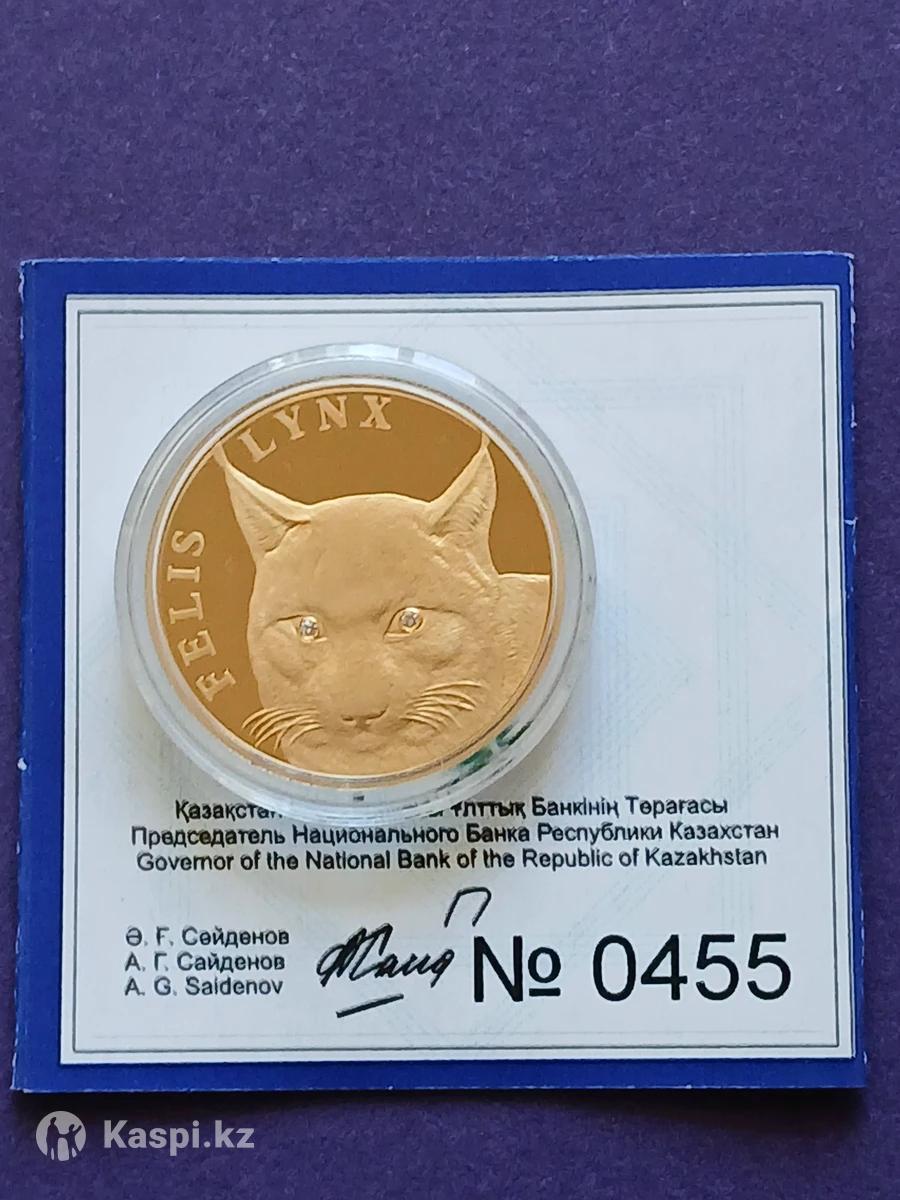 FELIS LYNX
Қазақстан Ұлттық Банкінің Төрағасы
Председатель Национального Банка Республики Казахстан
Governor of the National Bank of the Republic of Kazakhstan
Ә. Ғ. Сәйденов
А. Г. Сайденов
A. G. Saidenov
№ 0455
Kaspi.kz